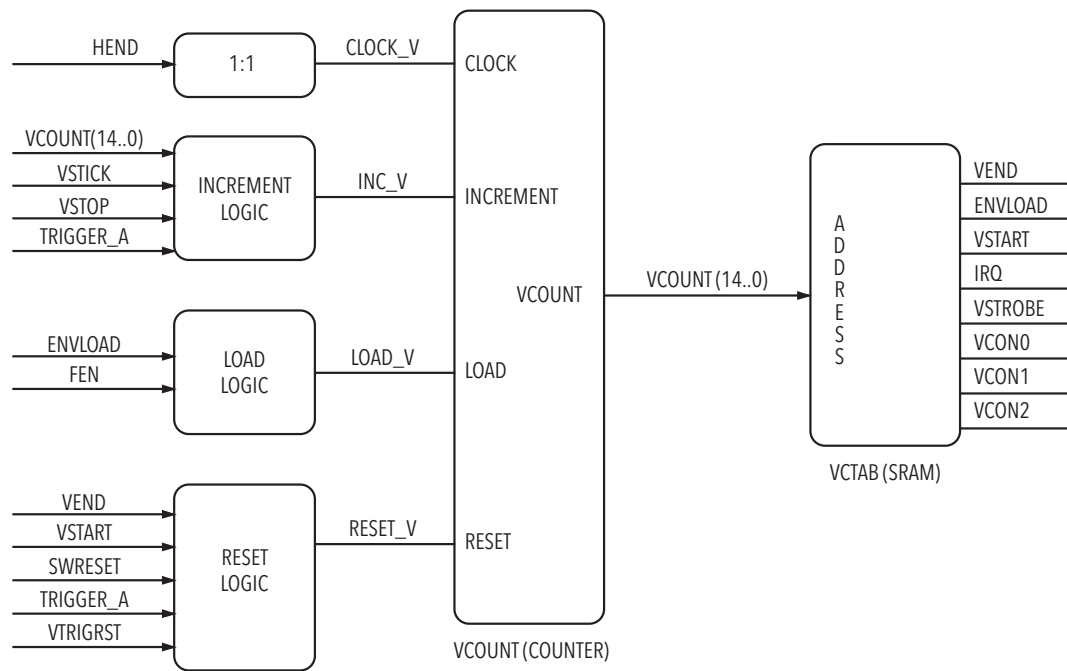 HEND
1:1
CLOCK_V
CLOCK
VCOUNT(14..0)
VSTICK
VSTOP
TRIGGER_A
INCREMENT
LOGIC
INC_V
INCREMENT
ENVLOAD
FEN
LOAD
LOGIC
LOAD_V
LOAD
VEND
VSTART
SWRESET
TRIGGER_A
VTRIGRST
RESET
LOGIC
RESET_V
RESET
VCOUNT
VCOUNT (COUNTER)
VCOUNT (14..0)
A
D
D
R
E
S
S
VEND
ENVLOAD
VSTART
IRQ
VSTROBE
VCON0
VCON1
VCON2
VCTAB (SRAM)